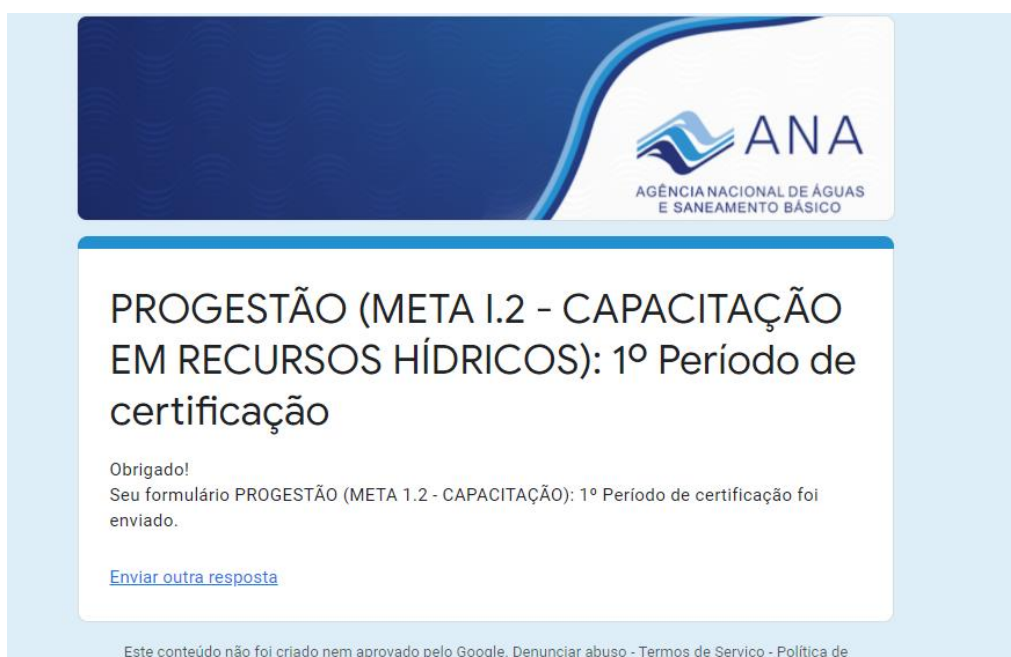 ANA
AGÊNCIA NACIONAL DE ÁGUAS
E SANEAMENTO BÁSICO
PROGESTÃO (META I.2 - CAPACITAÇÃO
EM RECURSOS HÍDRICOS): 1º Período de
certificação
Obrigado!
Seu formulário PROGESTÃO (META 1.2 - CAPACITAÇÃO): 1º Período de certificação foi
enviado.
Enviar outra resposta
Este conteúdo não foi criado nem aprovado pelo Google. Denunciar abuso - Termos de Serviço - Política de